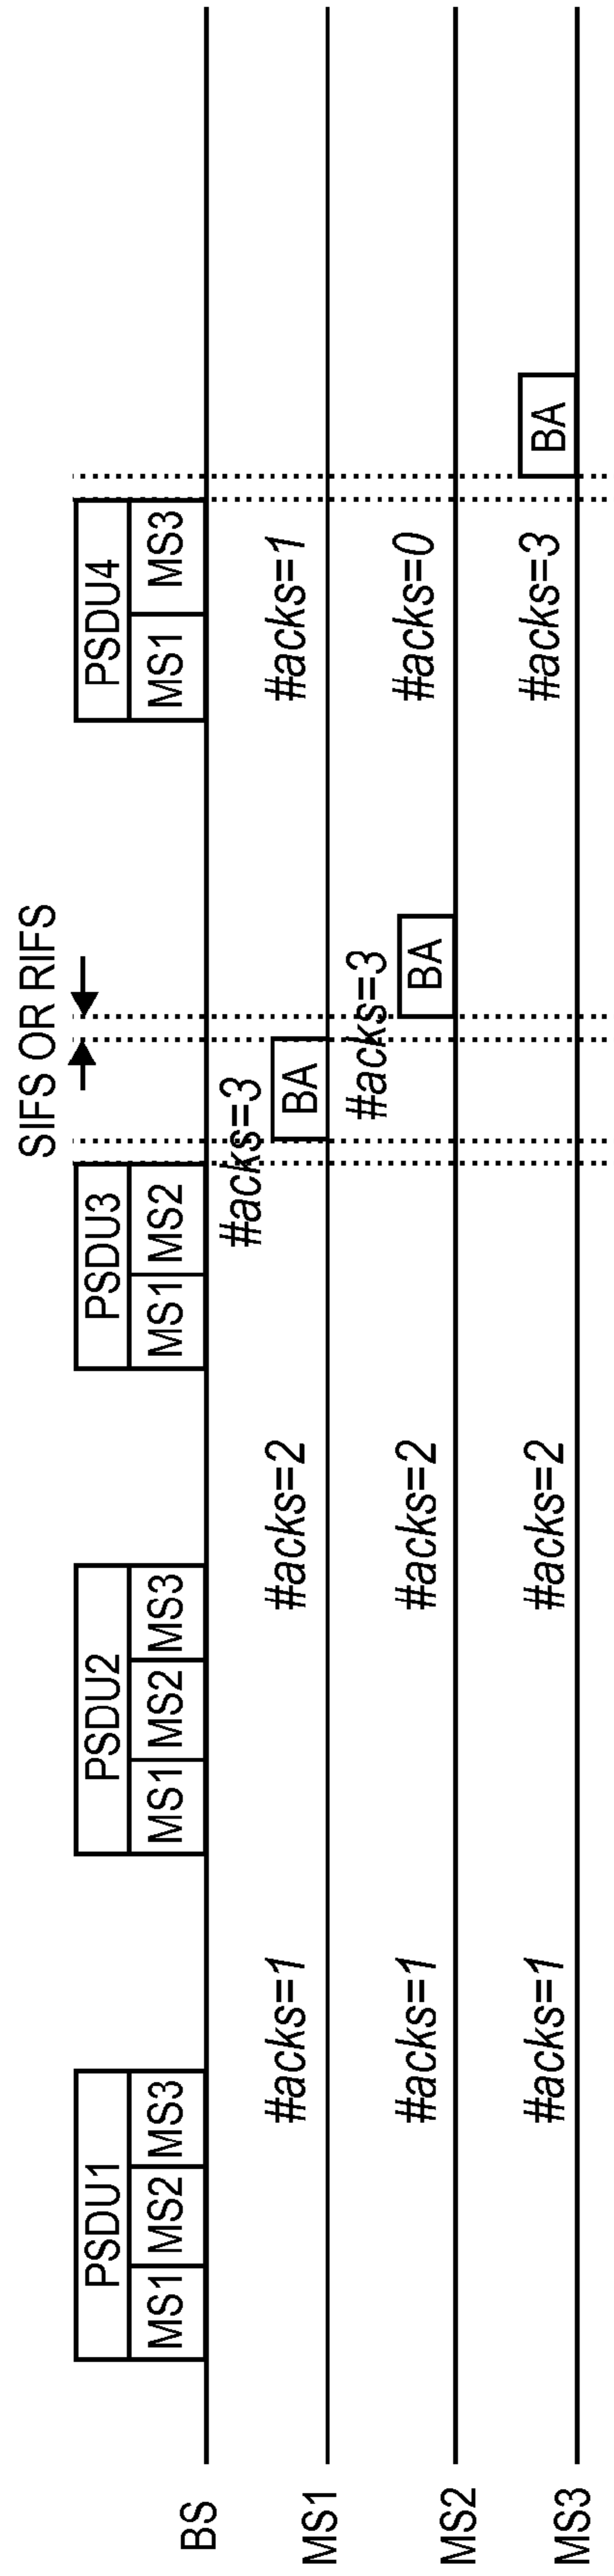 SIFS OR RIFS
PSDU1
PSDU2
PSDU3
PSDU4
MS1 MS2 MS3
MS1 MS2 MS3
MS1 MS2
MS1 MS3
BS
#acks=3
#acks=1
#acks=2
BA
#acks=1
MS1
#acks=3
#acks=1
#acks=2
BA
#acks=0
MS2
#acks=1
#acks=2
#acks=3
BA
MS3